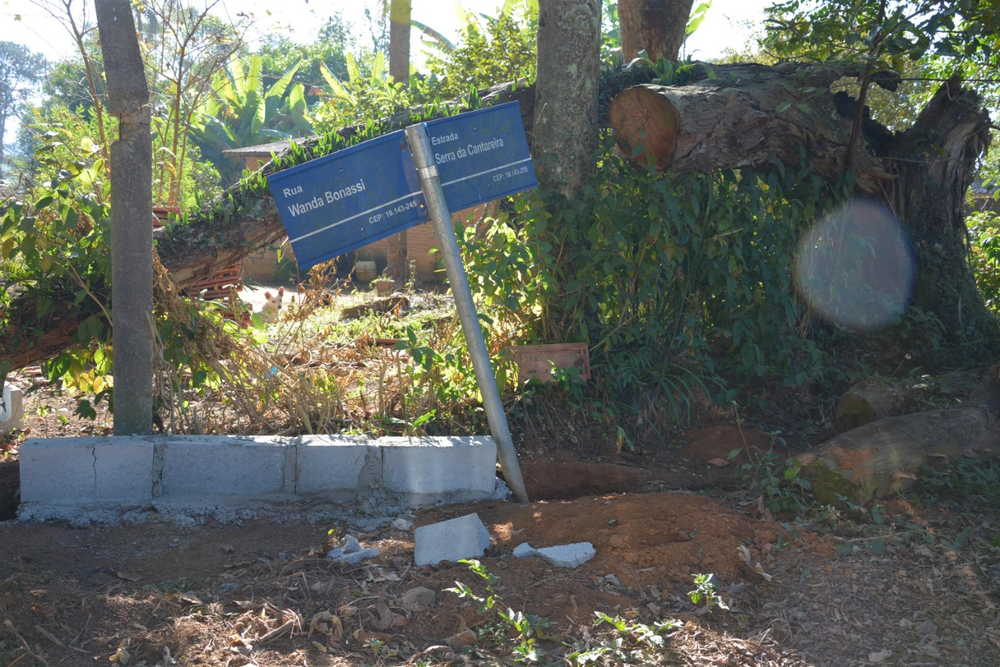 Rua
Wanda Bonassi
CEP: 18.143-245
Estrada
Serra da Cantareira
CEP: 18.143-255